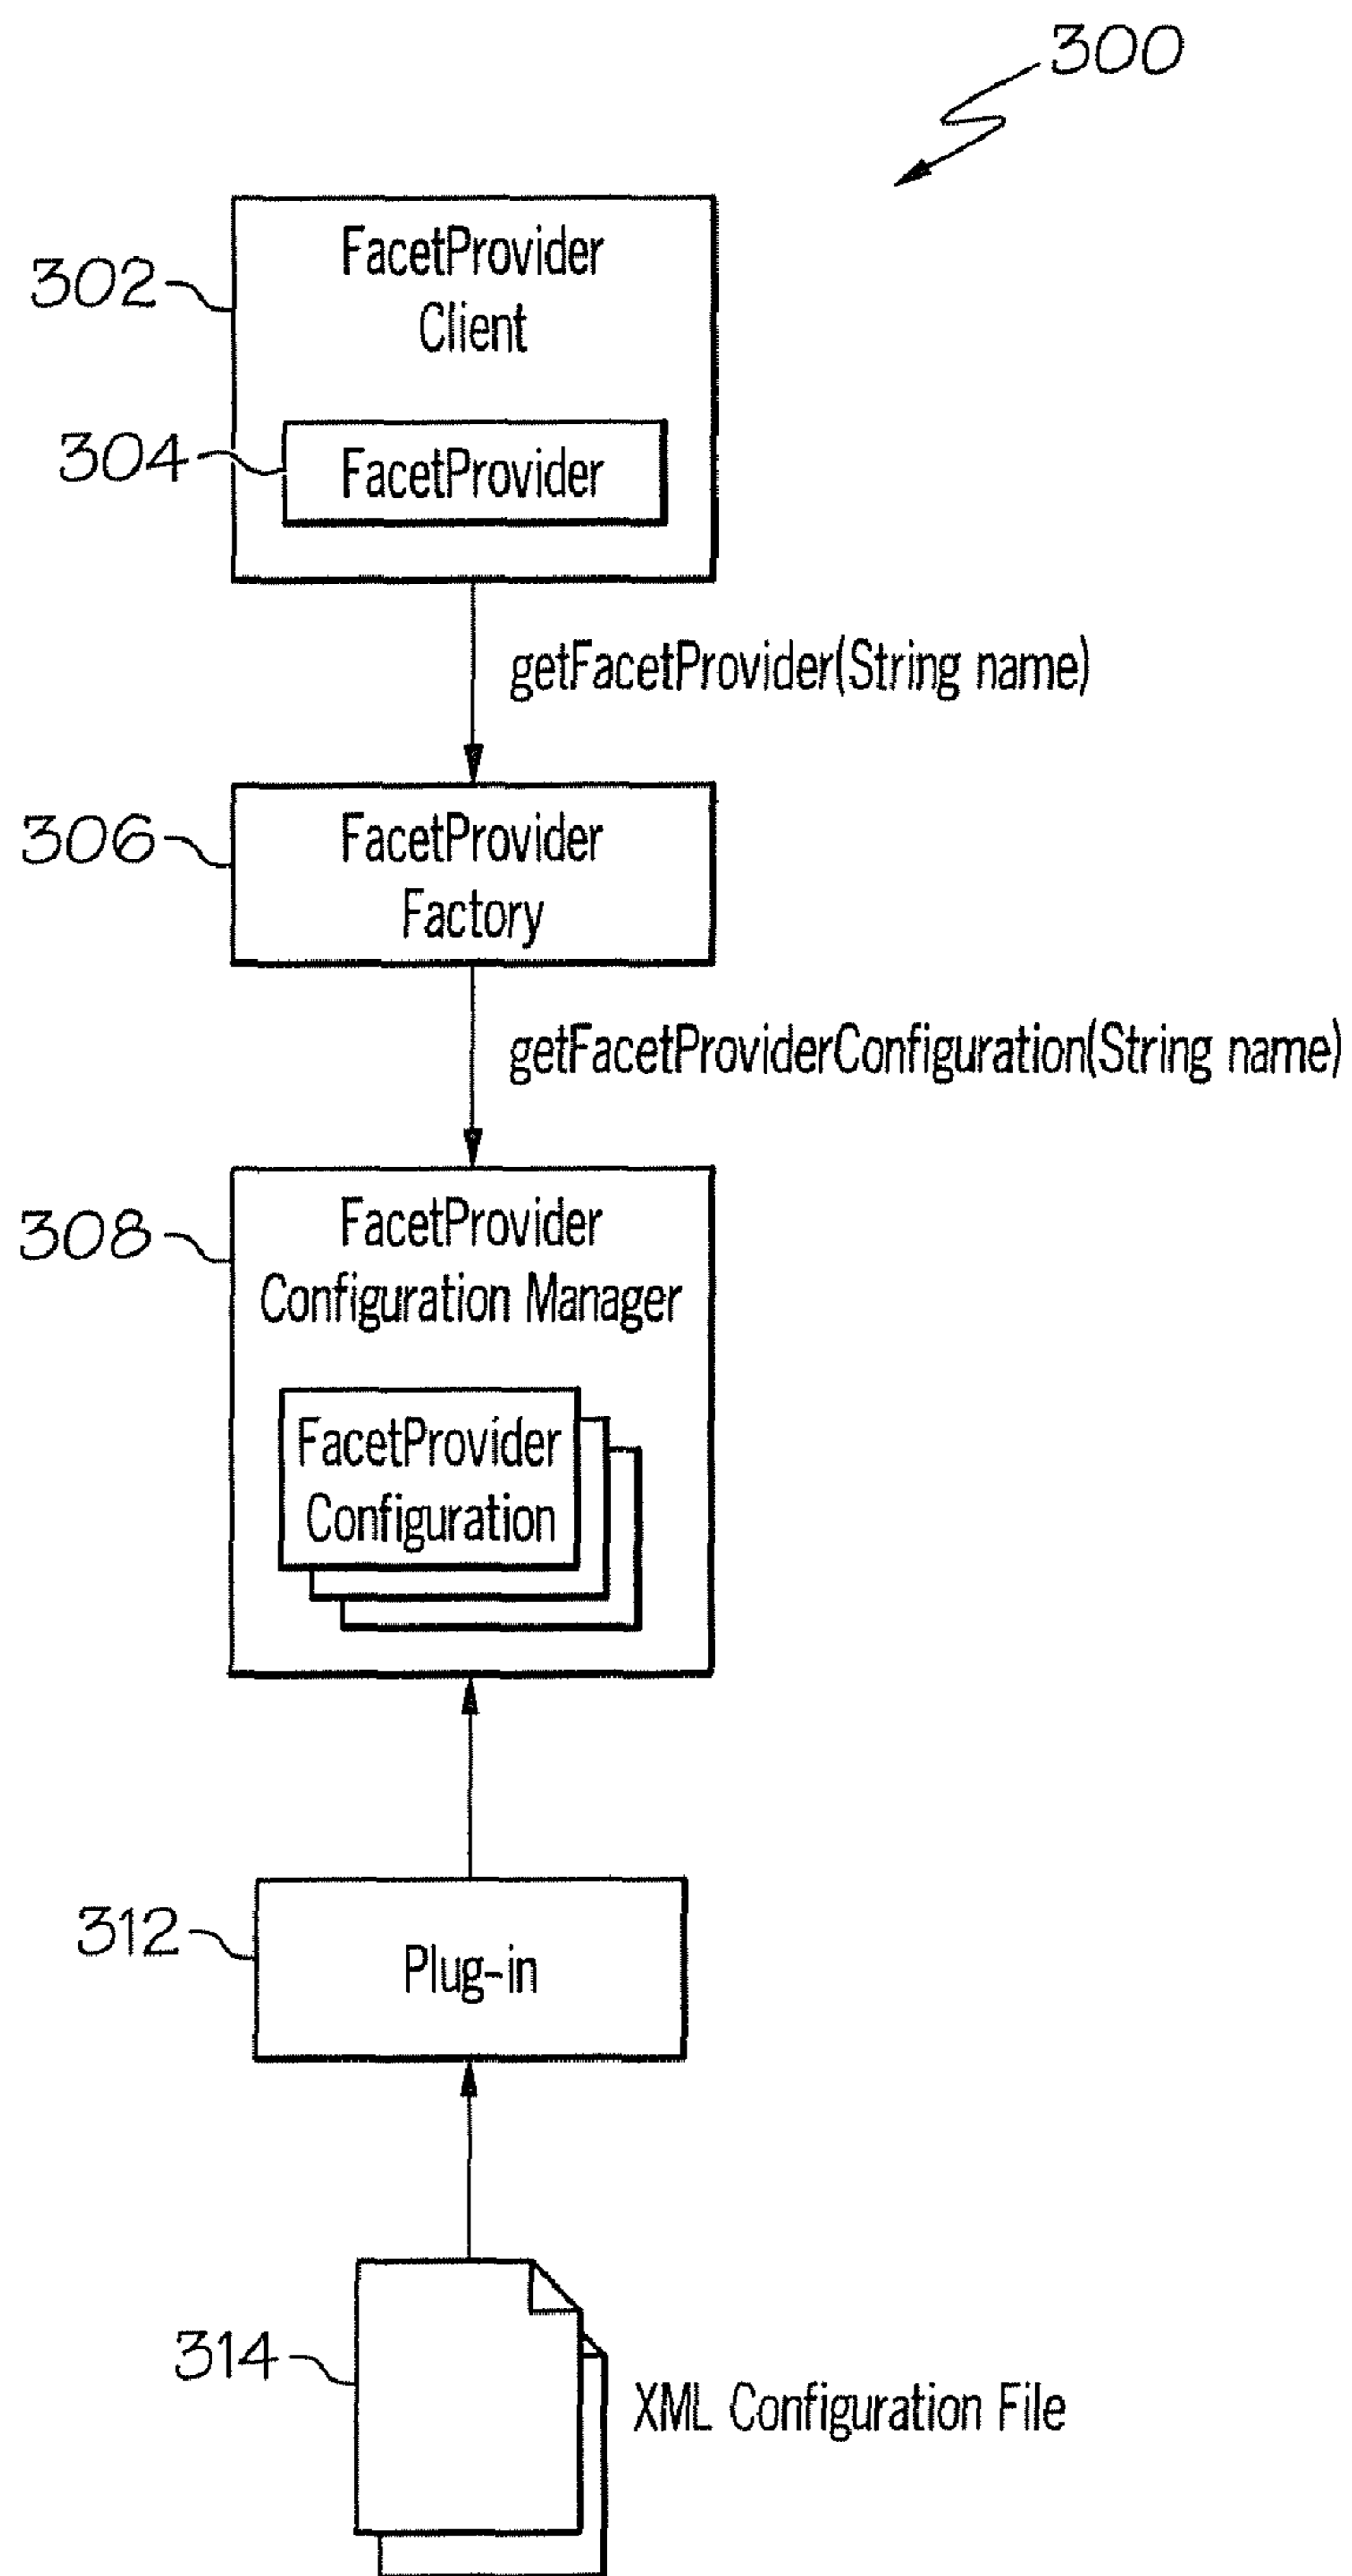 300
302
FacetProvider
Client
304
FacetProvider
getFacetProvider(String name)
306
FacetProvider
Factory
getFacetProviderConfiguration(String name)
308
FacetProvider
Configuration Manager
FacetProvider
Configuration
312
Plug-in
314
XML Configuration File